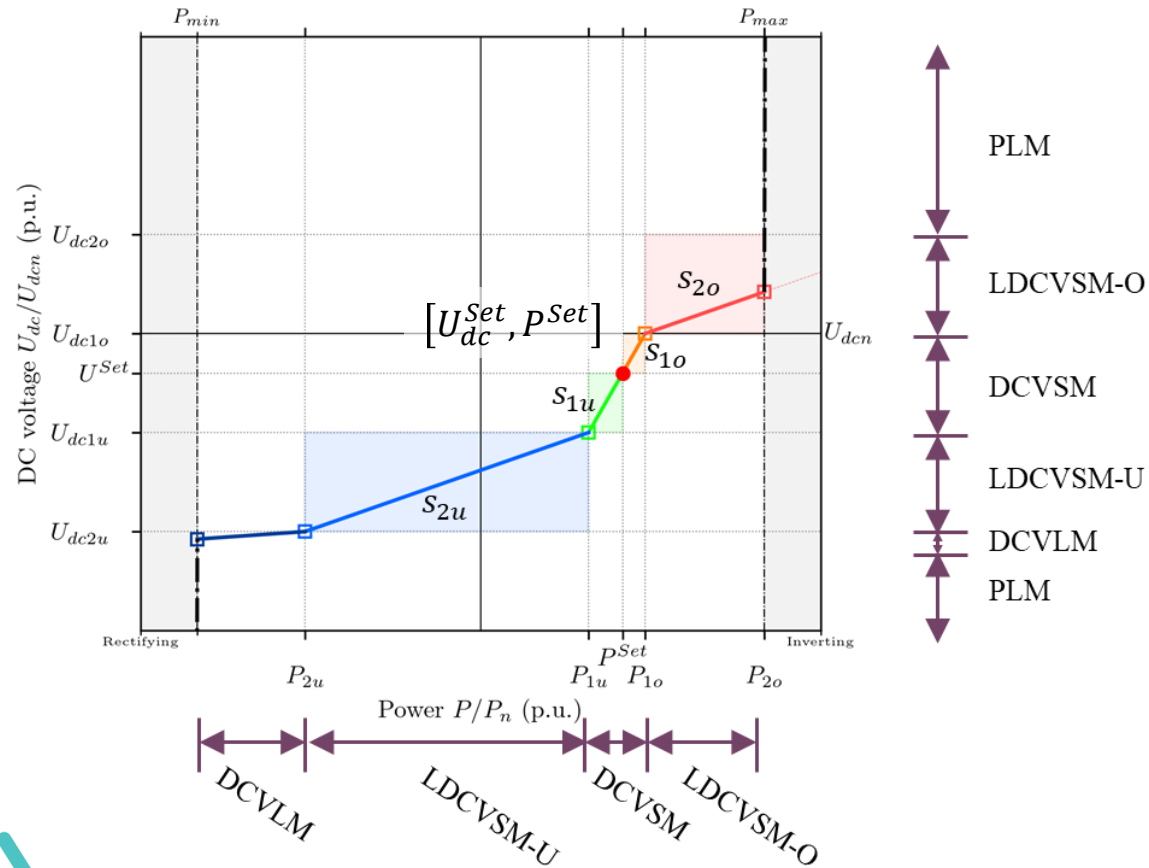 P_min
P_max
PLM
DC voltage U_dc/U_dcn (p.u.)
U_dc2o
s_2o
LDCVSM-O
[U_dc^Set, P^Set]
U_dc1o
U_dcn
s_1o
U^Set
DCVSM
s_1u
U_dc1u
LDCVSM-U
s_2u
U_dc2u
DCVLM
PLM
Rectifying
Inverting
P^Set
P_2u
P_1u
P_1o
P_2o
Power P/P_n (p.u.)
DCVLM
LDCVSM-U
DCVSM
LDCVSM-O